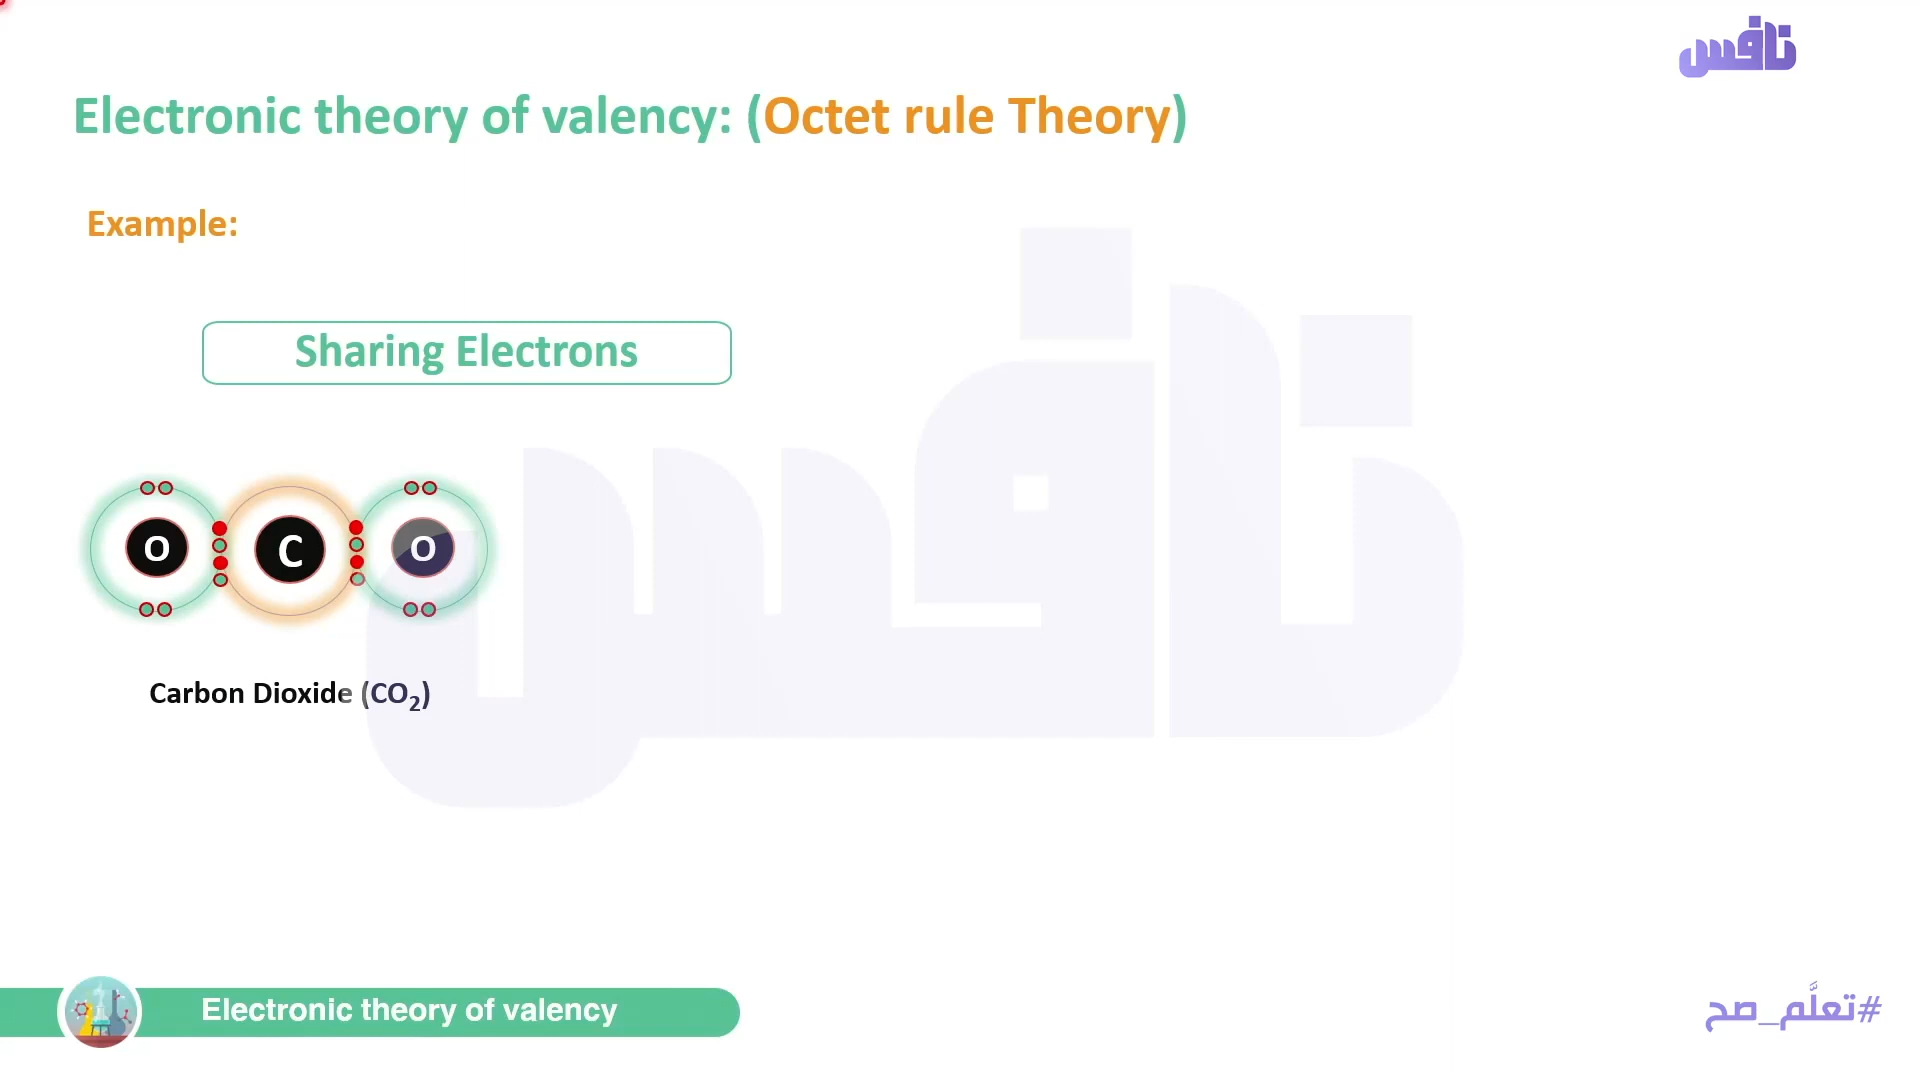 نافس
Electronic theory of valency: (Octet rule Theory)
Example:
Sharing Electrons
O C O
Carbon Dioxide (CO₂)
Electronic theory of valency
#تعلَّم_صح